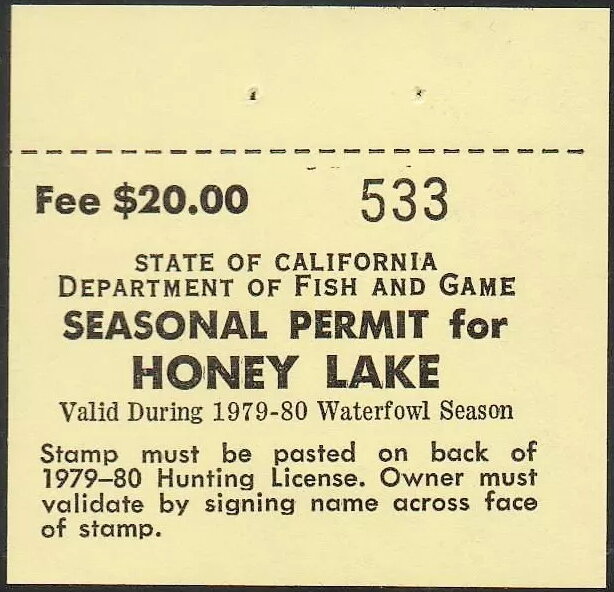 Fee $20.00 533
STATE OF CALIFORNIA
DEPARTMENT OF FISH AND GAME
SEASONAL PERMIT for
HONEY LAKE
Valid During 1979-80 Waterfowl Season
Stamp must be pasted on back of
1979–80 Hunting License. Owner must
validate by signing name across face
of stamp.